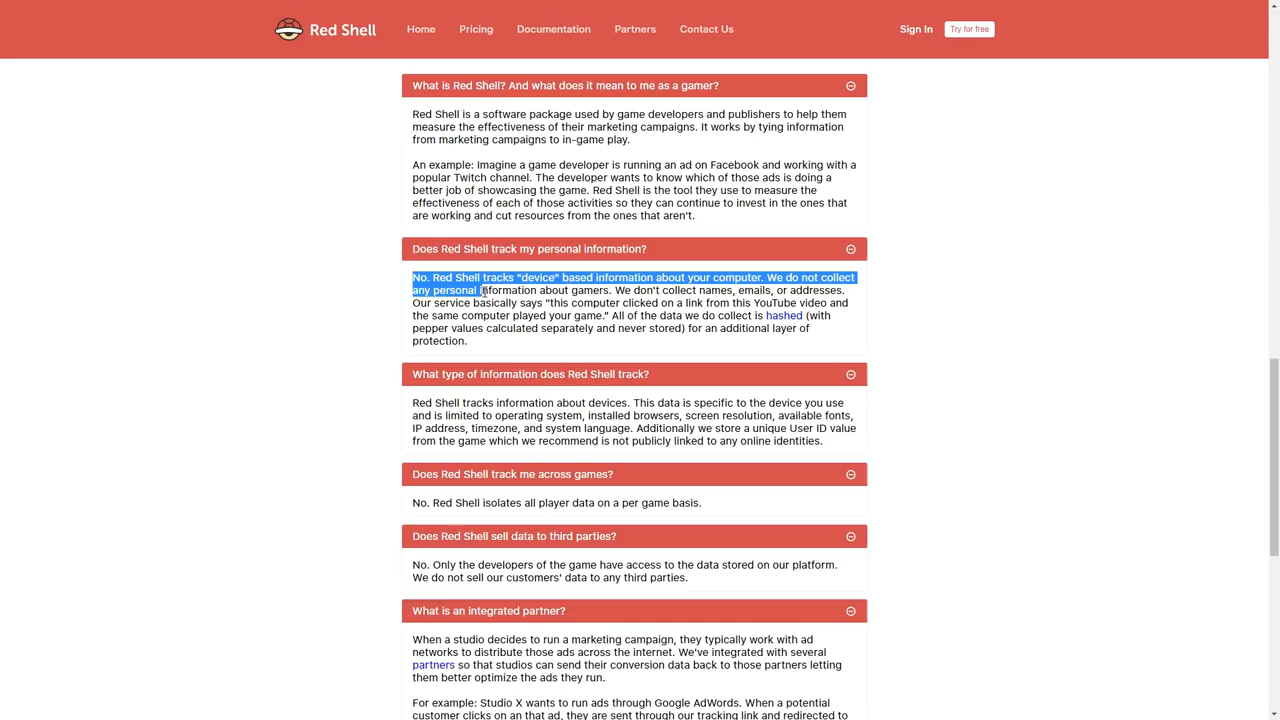 Red Shell Home Pricing Documentation Partners Contact Us Sign In Try for free
What is Red Shell? And what does it mean to me as a gamer?
Red Shell is a software package used by game developers and publishers to help them
measure the effectiveness of their marketing campaigns. It works by tying information
from marketing campaigns to in-game play.
An example: Imagine a game developer is running an ad on Facebook and working with a
popular Twitch channel. The developer wants to know which of those ads is doing a
better job of showcasing the game. Red Shell is the tool they use to measure the
effectiveness of each of those activities so they can continue to invest in the ones that
are working and cut resources from the ones that aren't.
Does Red Shell track my personal information?
No. Red Shell tracks "device" based information about your computer. We do not collect
any personal information about gamers. We don't collect names, emails, or addresses.
Our service basically says "this computer clicked on a link from this YouTube video and
the same computer played your game." All of the data we do collect is hashed (with
pepper values calculated separately and never stored) for an additional layer of
protection.
What type of information does Red Shell track?
Red Shell tracks information about devices. This data is specific to the device you use
and is limited to operating system, installed browsers, screen resolution, available fonts,
IP address, timezone, and system language. Additionally we store a unique User ID value
from the game which we recommend is not publicly linked to any online identities.
Does Red Shell track me across games?
No. Red Shell isolates all player data on a per game basis.
Does Red Shell sell data to third parties?
No. Only the developers of the game have access to the data stored on our platform.
We do not sell our customers' data to any third parties.
What is an integrated partner?
When a studio decides to run a marketing campaign, they typically work with ad
networks to distribute those ads across the internet. We've integrated with several
partners so that studios can send their conversion data back to those partners letting
them better optimize the ads they run.
For example: Studio X wants to run ads through Google AdWords. When a potential
customer clicks on an that ad, they are sent through our tracking link and redirected to